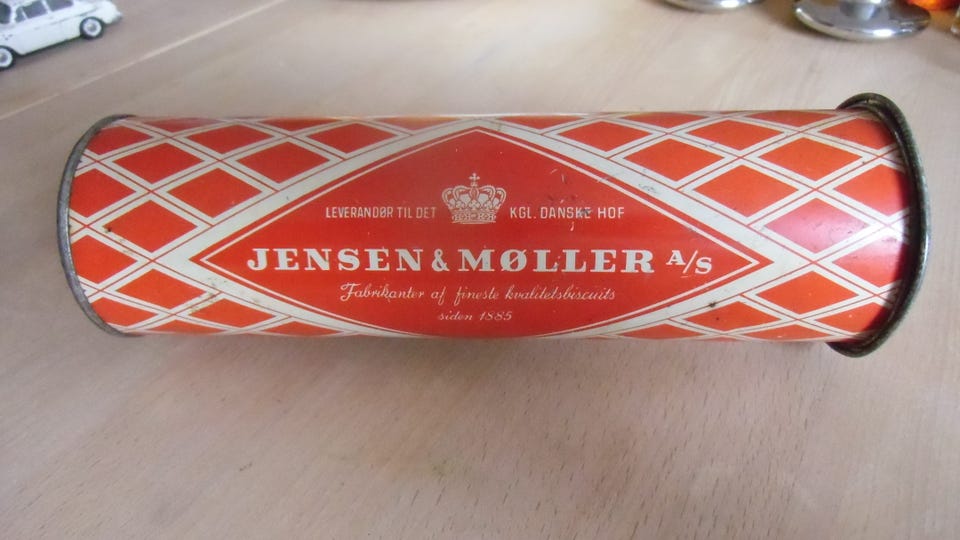 LEVERANDØR TIL DET KGL. DANSKE HOF
JENSEN & MØLLER A/S
Fabrikanter af fineste kvalitetsbiscuits
siden 1885